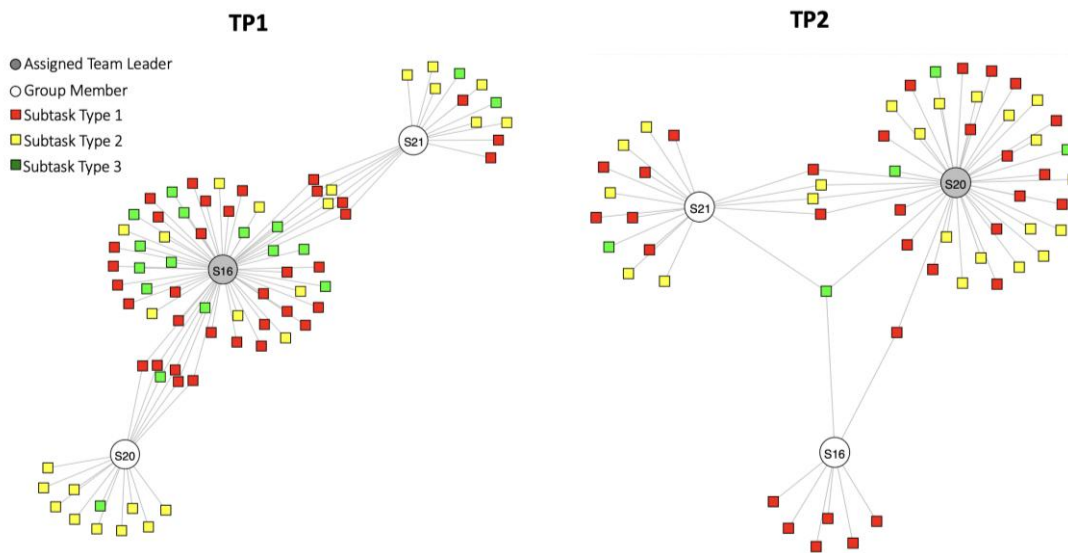 TP1
TP2
Assigned Team Leader
Group Member
Subtask Type 1
Subtask Type 2
Subtask Type 3
S21
S16
S20
S21
S20
S16